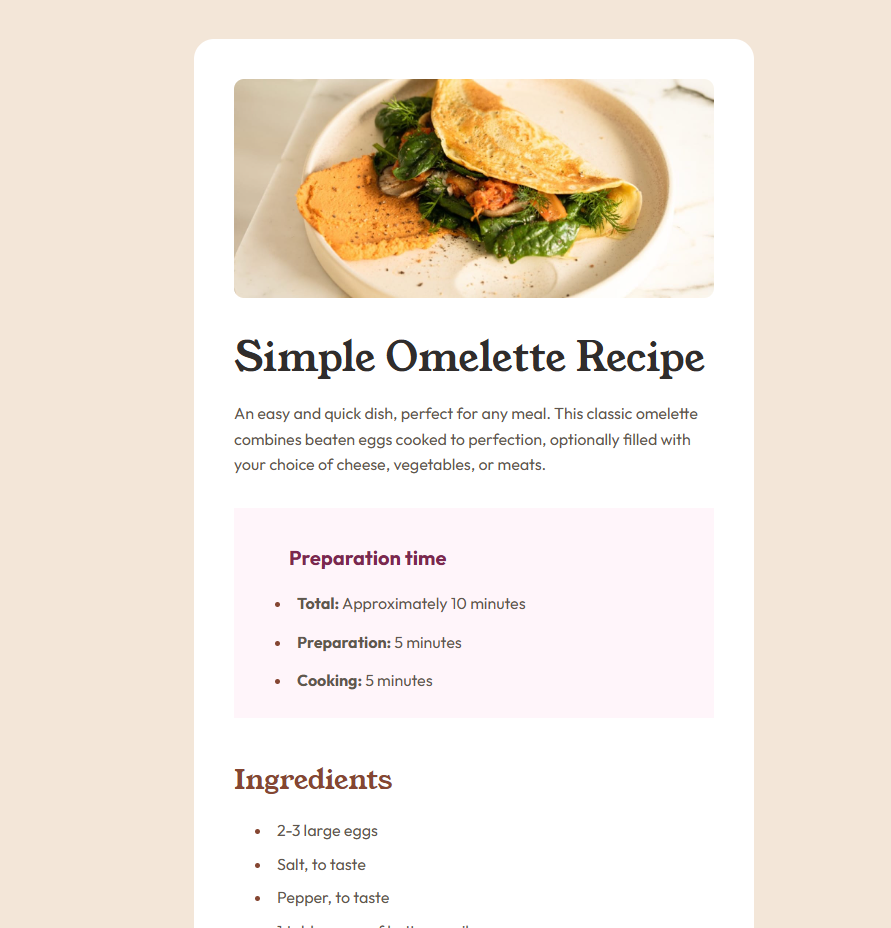 Simple Omelette Recipe
An easy and quick dish, perfect for any meal. This classic omelette
combines beaten eggs cooked to perfection, optionally filled with
your choice of cheese, vegetables, or meats.
Preparation time
• Total: Approximately 10 minutes
• Preparation: 5 minutes
• Cooking: 5 minutes
Ingredients
• 2-3 large eggs
• Salt, to taste
• Pepper, to taste